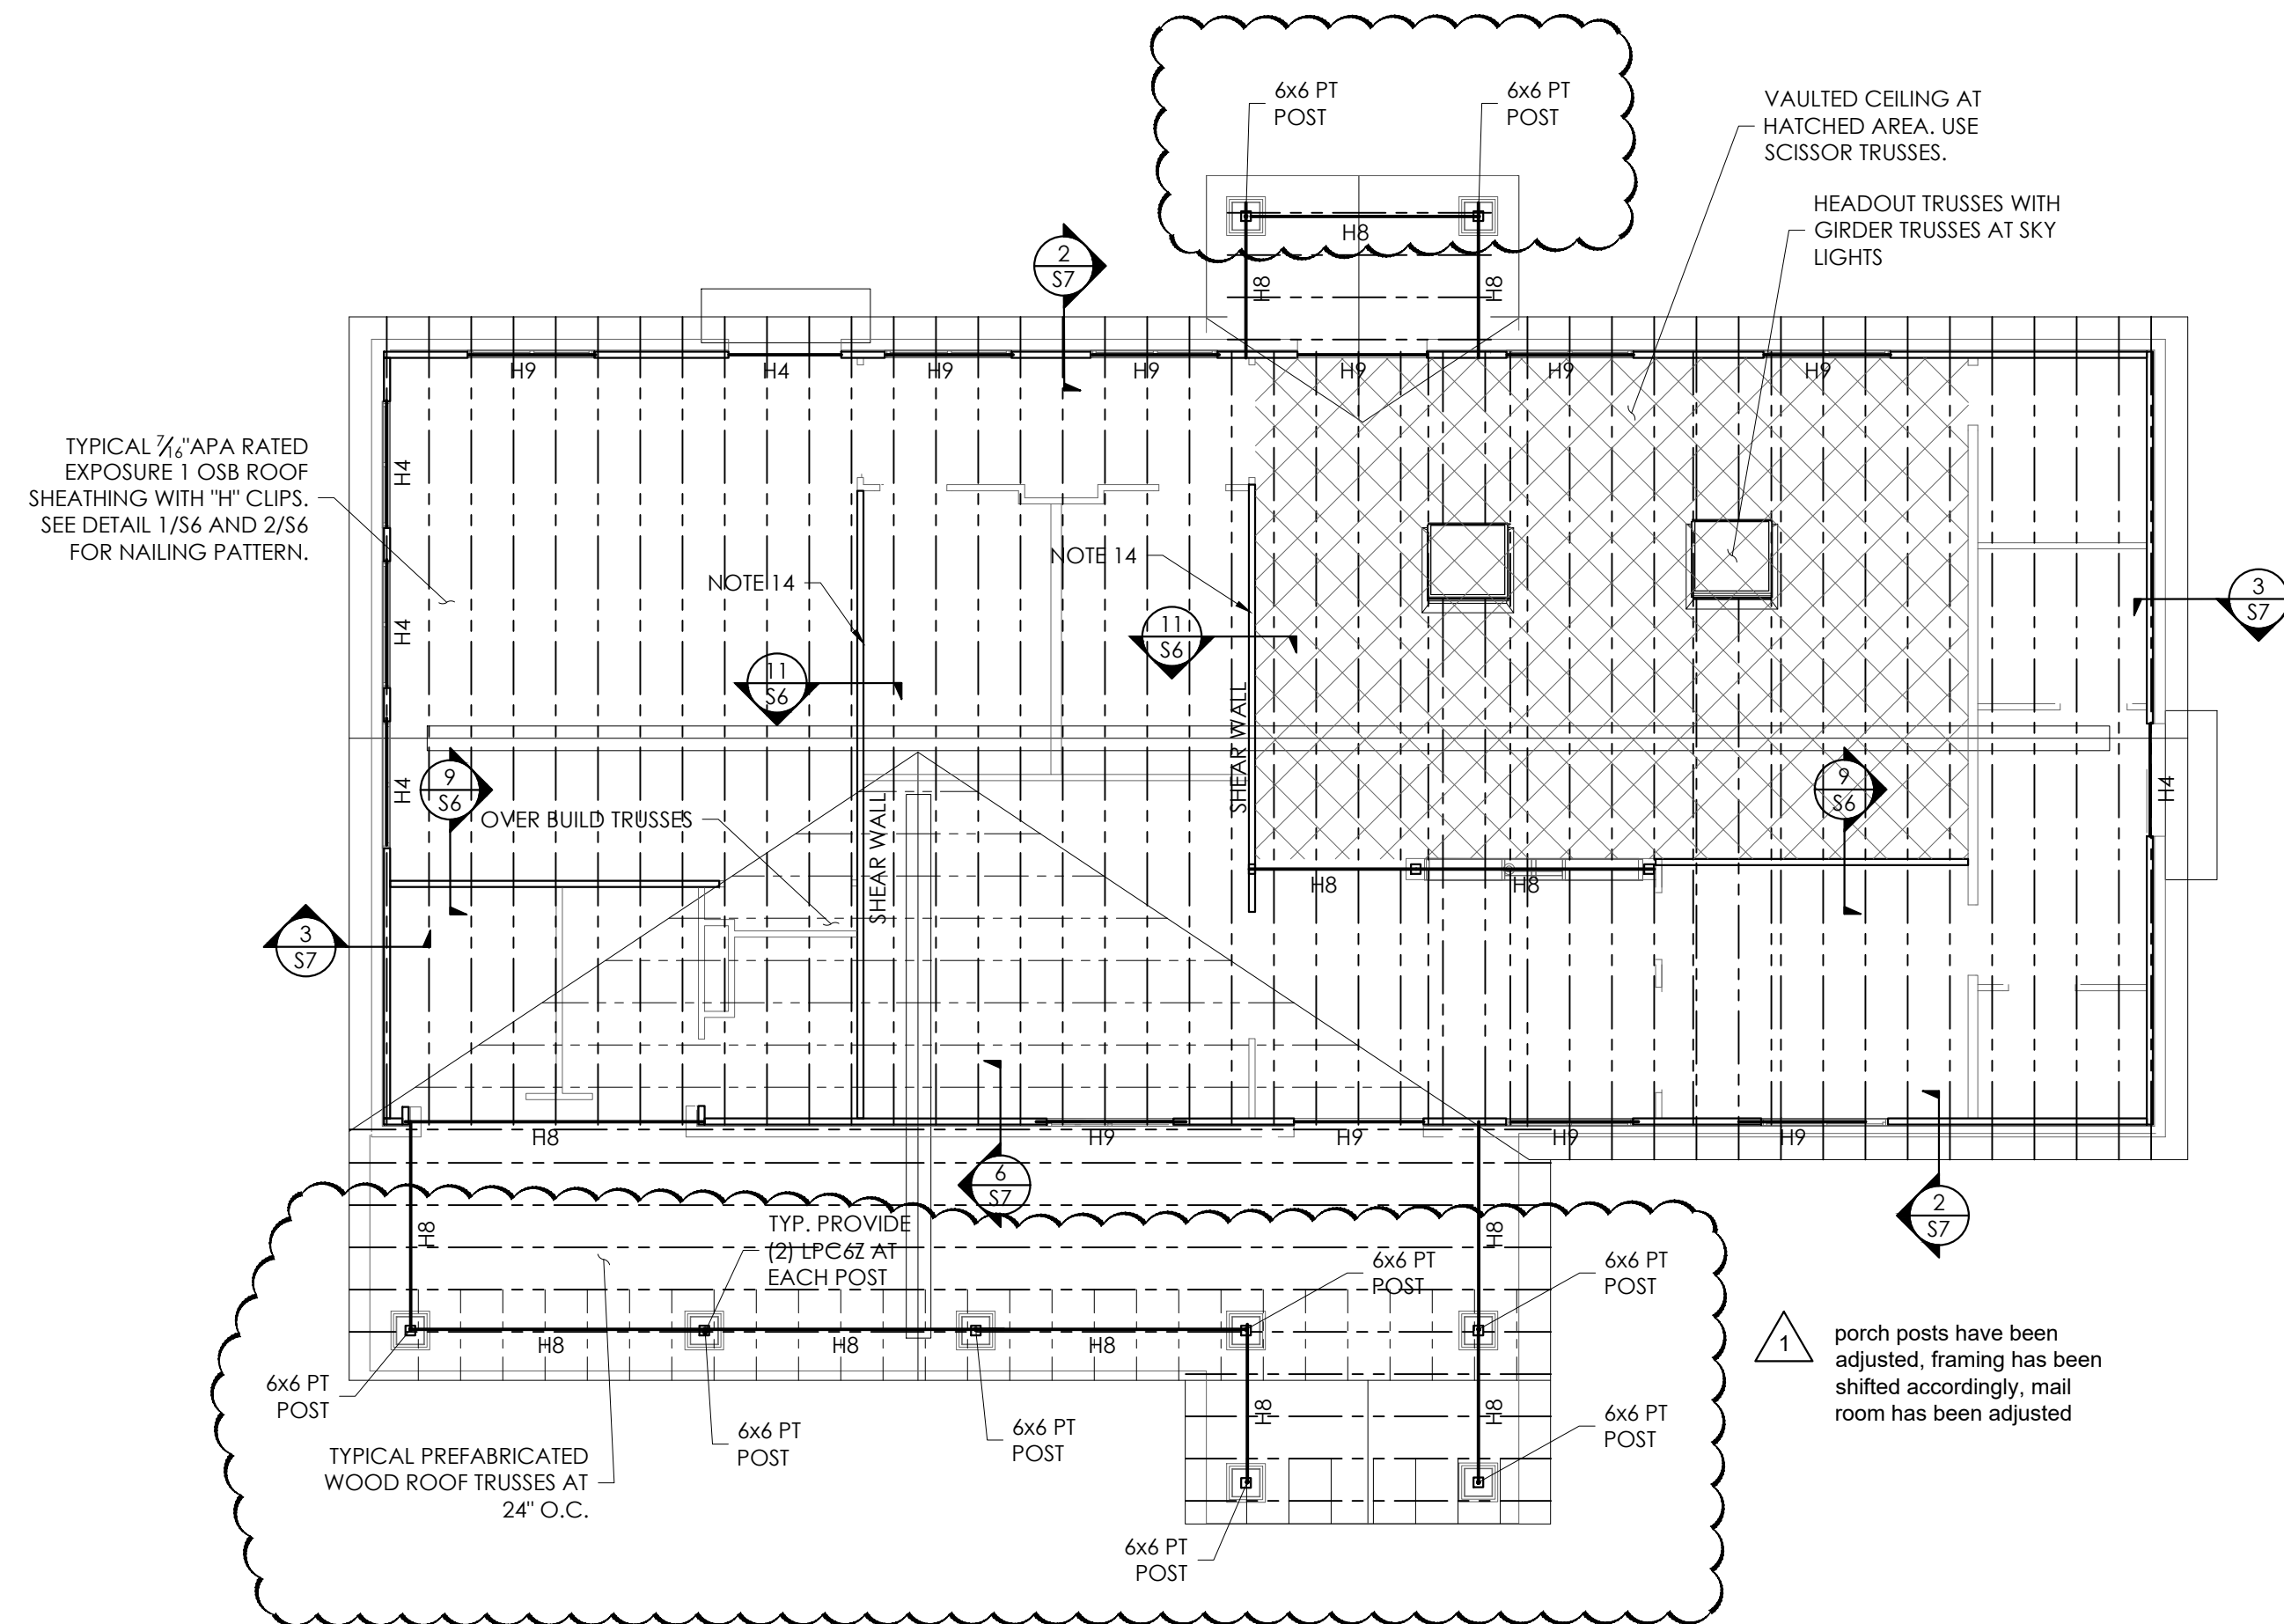 6x6 PT
POST
6x6 PT
POST
VAULTED CEILING AT
HATCHED AREA. USE
SCISSOR TRUSSES.
HEADOUT TRUSSES WITH
GIRDER TRUSSES AT SKY
LIGHTS
H8
H8
H8
2
S7
H9
H4
H9
H9
H9
H9
H9
TYPICAL 7/16"APA RATED
EXPOSURE 1 OSB ROOF
SHEATHING WITH "H" CLIPS.
SEE DETAIL 1/S6 AND 2/S6
FOR NAILING PATTERN.
H4
H4
H4
NOTE 14
NOTE 14
11
S6
11
S6
3
S7
SHEAR WALL
SHEAR WALL
9
S6
9
S6
H4
OVER BUILD TRUSSES
H8
H8
3
S7
H8
H9
H9
H9
H9
6
S7
2
S7
H8
TYP. PROVIDE
(2) LPC6Z AT
EACH POST
H8
6x6 PT
POST
6x6 PT
POST
H8
H8
H8
1
porch posts have been
adjusted, framing has been
shifted accordingly, mail
room has been adjusted
6x6 PT
POST
6x6 PT
POST
6x6 PT
POST
H8
H8
6x6 PT
POST
TYPICAL PREFABRICATED
WOOD ROOF TRUSSES AT
24" O.C.
6x6 PT
POST